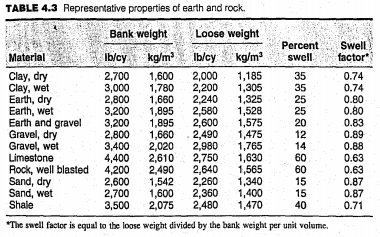 TABLE 4.3 Representative properties of earth and rock.
Bank weight Loose weight
Percent Swell
Material lb/cy kg/m³ lb/cy kg/m³ swell factor*
Clay, dry 2,700 1,600 2,000 1,185 35 0.74
Clay, wet 3,000 1,780 2,200 1,305 35 0.74
Earth, dry 2,800 1,660 2,240 1,325 25 0.80
Earth, wet 3,200 1,895 2,580 1,528 25 0.80
Earth and gravel 3,200 1,895 2,600 1,575 20 0.83
Gravel, dry 2,800 1,660 2,490 1,475 12 0.89
Gravel, wet 3,400 2,020 2,980 1,765 14 0.88
Limestone 4,400 2,610 2,750 1,630 60 0.63
Rock, well blasted 4,200 2,490 2,640 1,565 60 0.63
Sand, dry 2,600 1,542 2,260 1,340 15 0.87
Sand, wet 2,700 1,600 2,360 1,400 15 0.87
Shale 3,500 2,075 2,480 1,470 40 0.71
*The swell factor is equal to the loose weight divided by the bank weight per unit volume.